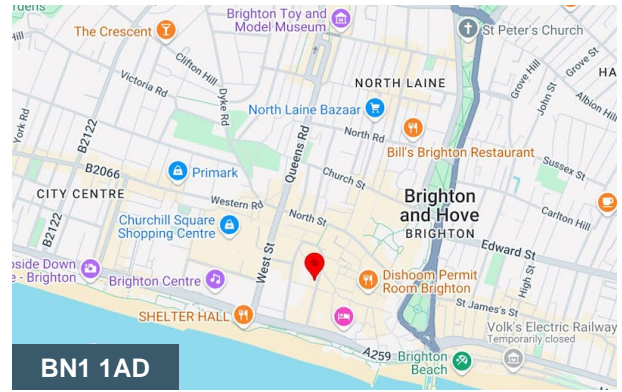 Gardens
The Crescent
Brighton Toy and
Model Museum
St Peter's Church
Hill
Clifton Hill
Victoria Rd
Dyke Rd
NORTH LAINE
Grove Hill
Grove St
John St
HA
Albion Hill
York Rd
B2122
North Laine Bazaar
North Rd
Queens Rd
Bill's Brighton Restaurant
B2066
Primark
Church St
Sussex St
CITY CENTRE
Western Rd
Brighton
and Hove
BRIGHTON
Carlton Hill
B2122
Churchill Square
Shopping Centre
North St
West St
Edward St
High St
pside Down
e - Brighton
Brighton Centre
Dishoom Permit
Room Brighton
St James's St
SHELTER HALL
Volk's Electric Railway
Temporarily closed
A259
Brighton
Beach
BN1 1AD